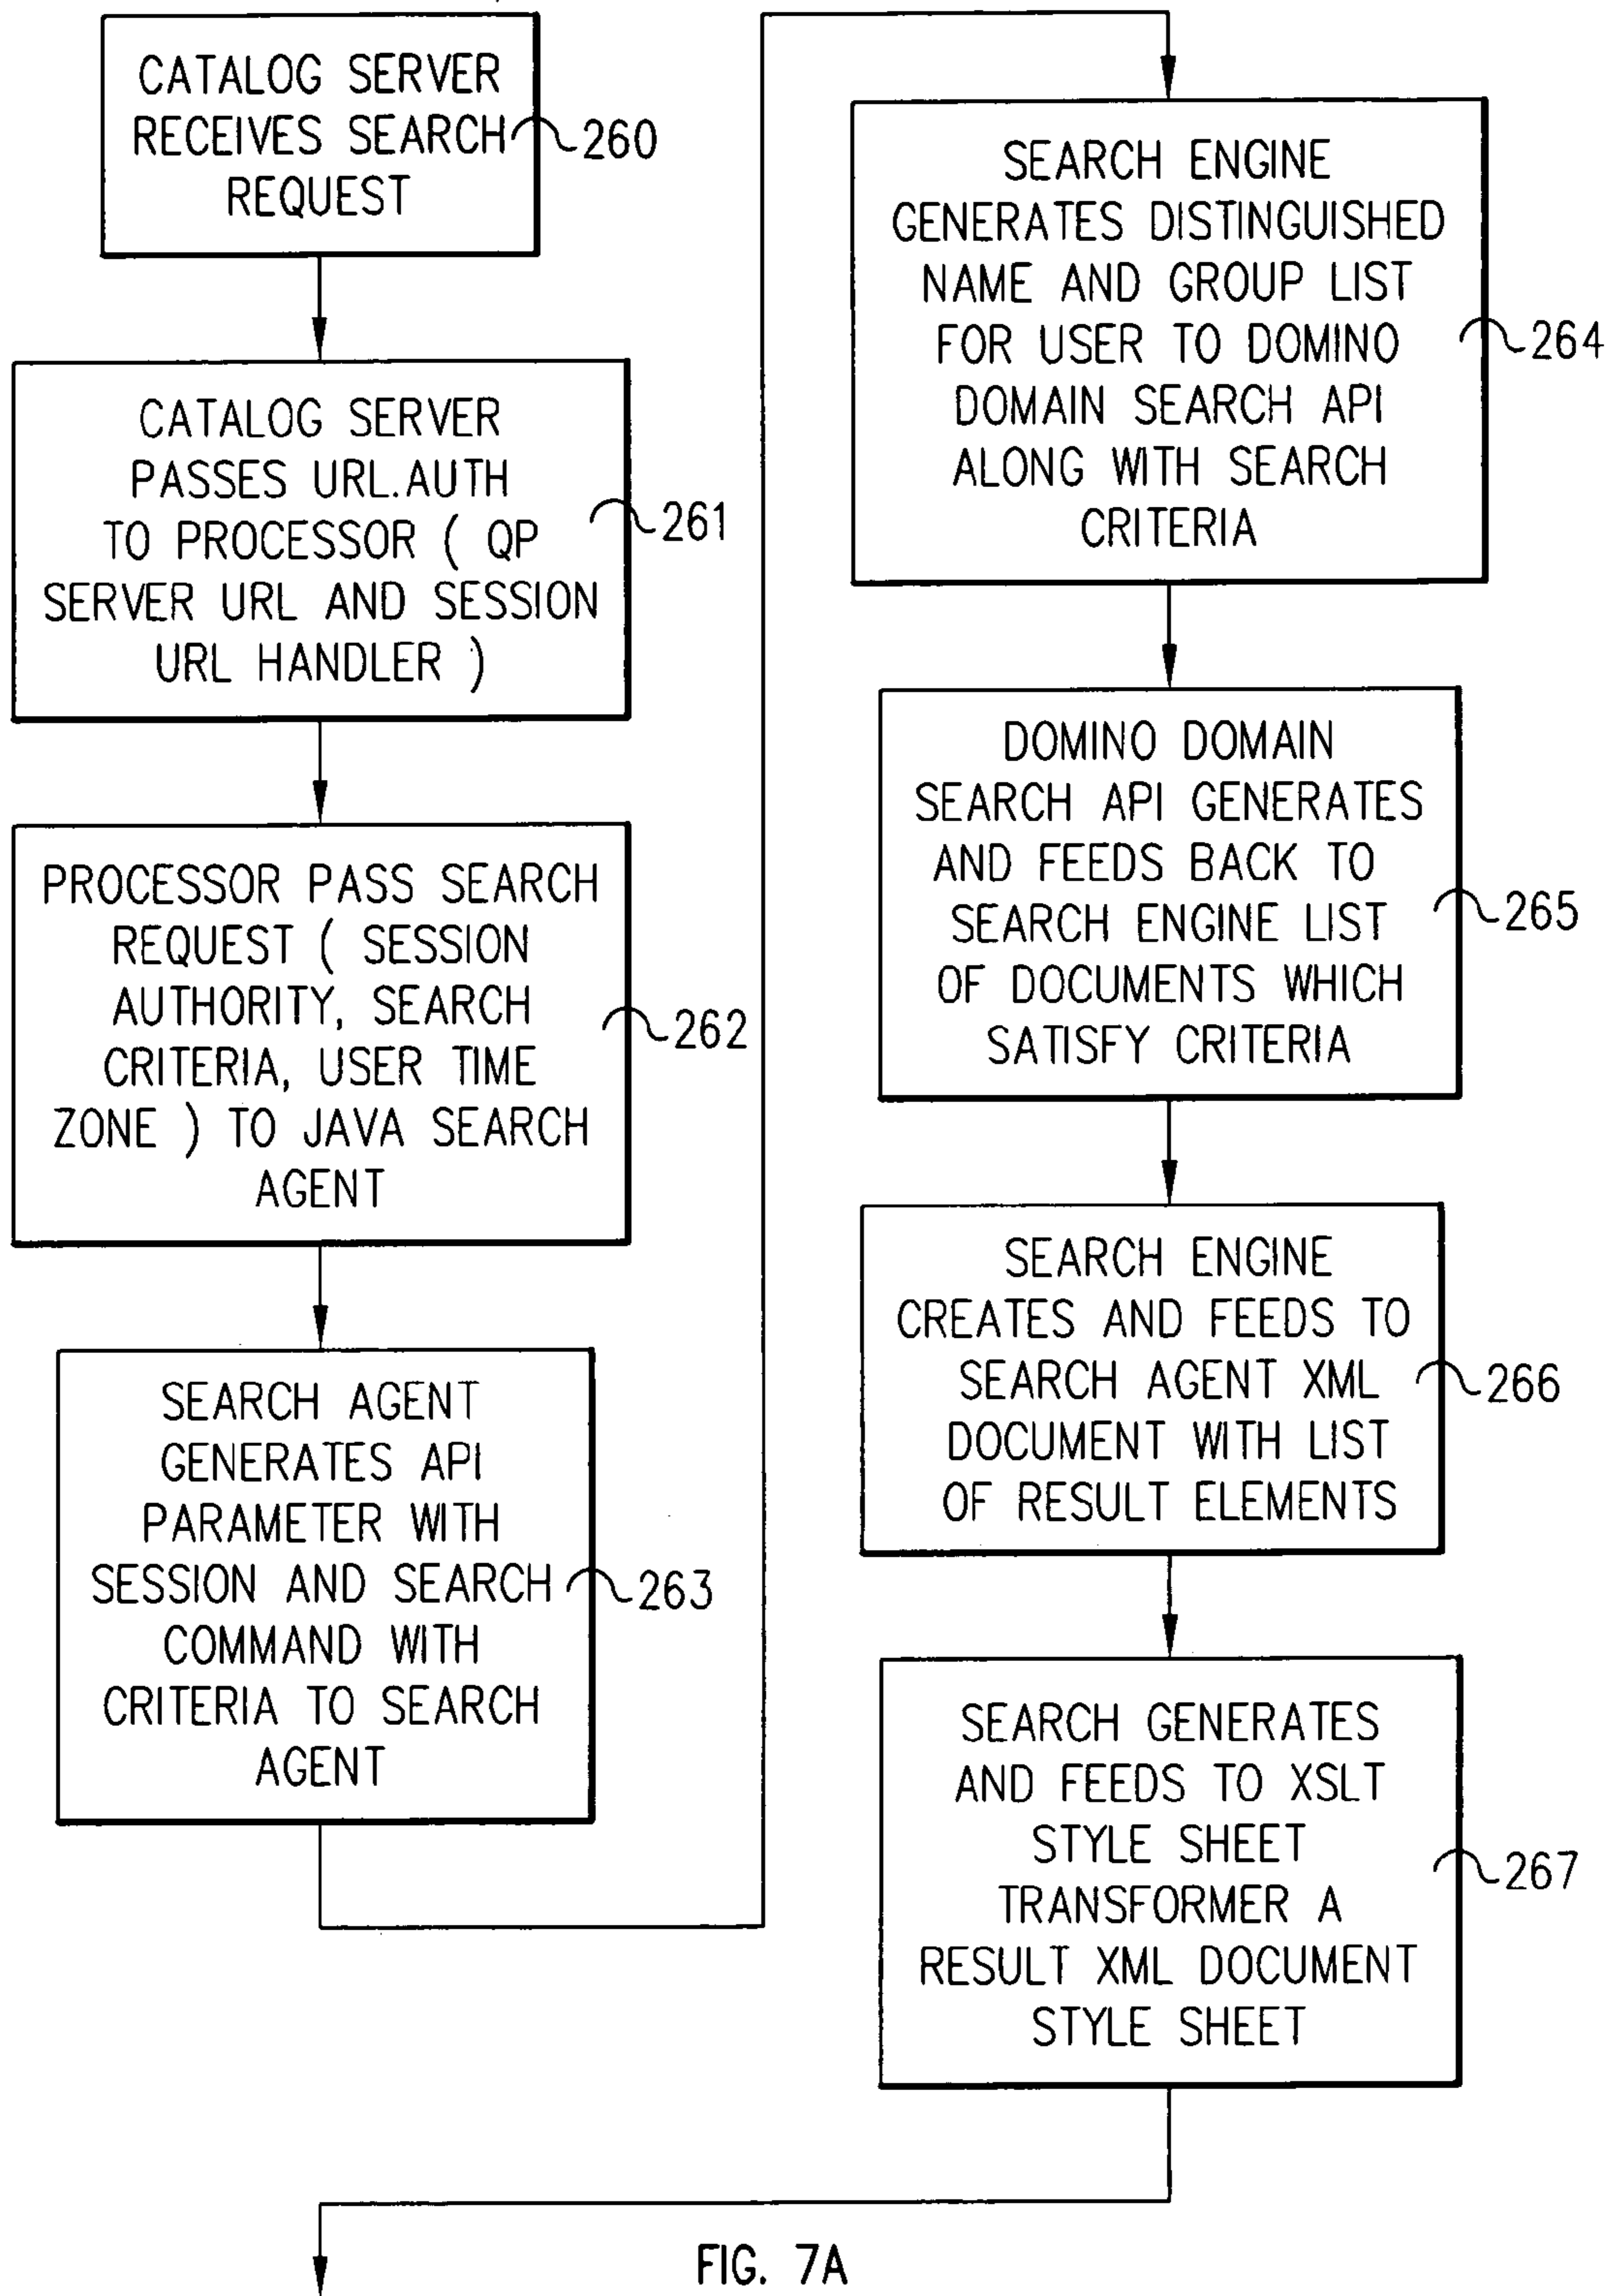 CATALOG SERVER
RECEIVES SEARCH
REQUEST
260
CATALOG SERVER
PASSES URL.AUTH
TO PROCESSOR ( QP
SERVER URL AND SESSION
URL HANDLER )
261
PROCESSOR PASS SEARCH
REQUEST ( SESSION
AUTHORITY, SEARCH
CRITERIA, USER TIME
ZONE ) TO JAVA SEARCH
AGENT
262
SEARCH AGENT
GENERATES API
PARAMETER WITH
SESSION AND SEARCH
COMMAND WITH
CRITERIA TO SEARCH
AGENT
263
SEARCH ENGINE
GENERATES DISTINGUISHED
NAME AND GROUP LIST
FOR USER TO DOMINO
DOMAIN SEARCH API
ALONG WITH SEARCH
CRITERIA
264
DOMINO DOMAIN
SEARCH API GENERATES
AND FEEDS BACK TO
SEARCH ENGINE LIST
OF DOCUMENTS WHICH
SATISFY CRITERIA
265
SEARCH ENGINE
CREATES AND FEEDS TO
SEARCH AGENT XML
DOCUMENT WITH LIST
OF RESULT ELEMENTS
266
SEARCH GENERATES
AND FEEDS TO XSLT
STYLE SHEET
TRANSFORMER A
RESULT XML DOCUMENT
STYLE SHEET
267
FIG. 7A